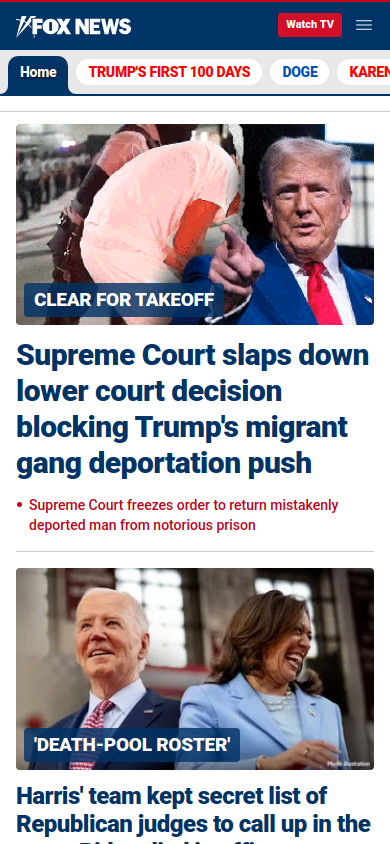 FOX NEWS
Watch TV
Home
TRUMP'S FIRST 100 DAYS
DOGE
KAREN
CLEAR FOR TAKEOFF
Supreme Court slaps down
lower court decision
blocking Trump's migrant
gang deportation push
• Supreme Court freezes order to return mistakenly
deported man from notorious prison
'DEATH-POOL ROSTER'
Photo Illustration
Harris' team kept secret list of
Republican judges to call up in the